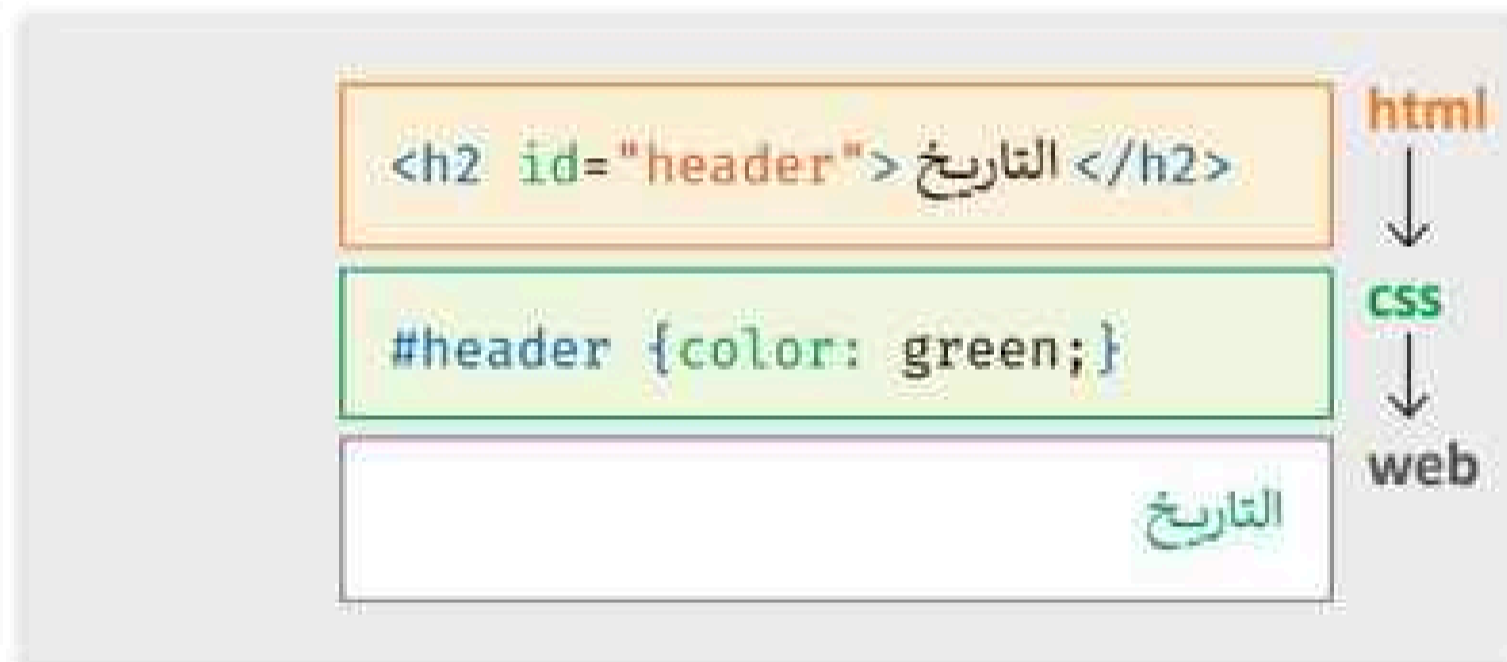 html
<h2 id="header"> التاريخ </h2>
css
#header {color: green;}
web
التاريخ